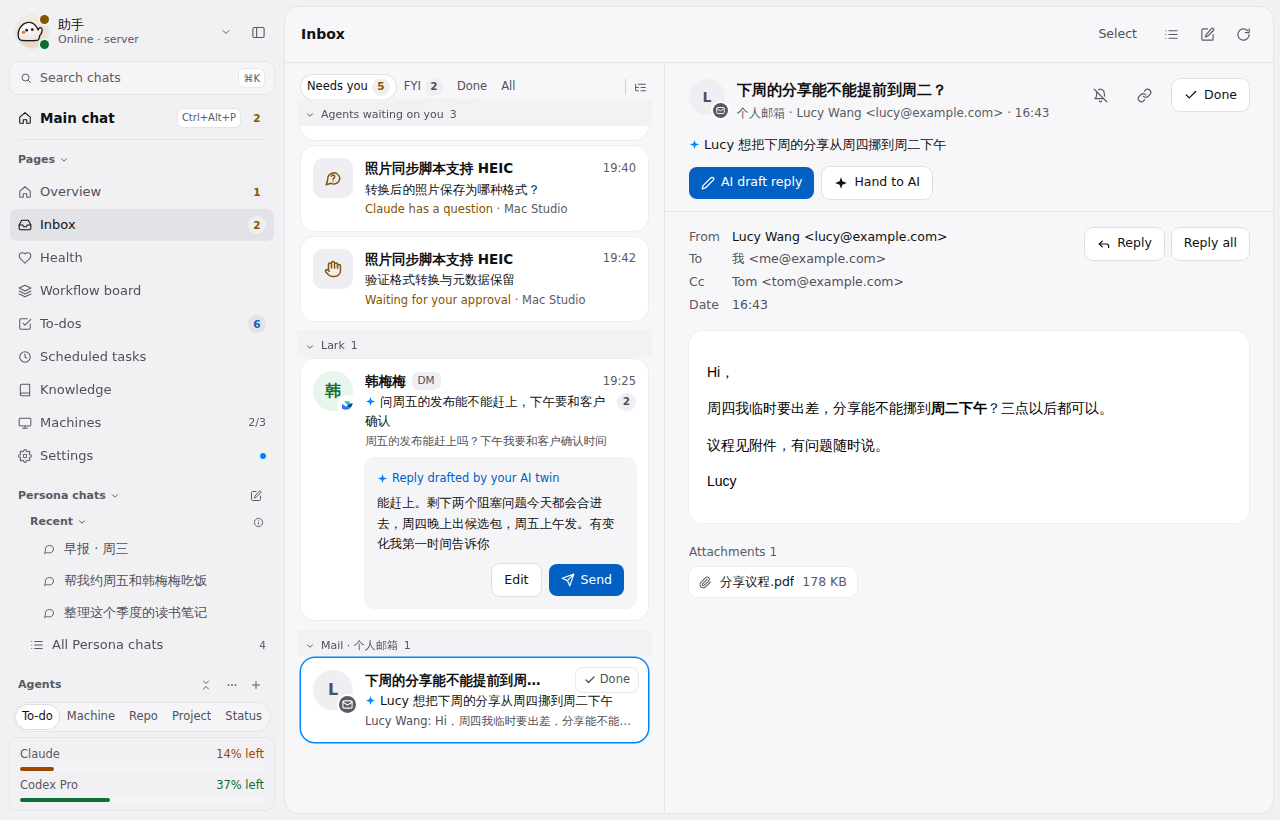 助手
Online · server
Search chats ⌘K
Main chat Ctrl+Alt+P 2
Pages
Overview 1
Inbox 2
Health
Workflow board
To-dos 6
Scheduled tasks
Knowledge
Machines 2/3
Settings
Persona chats
Recent
早报 · 周三
帮我约周五和韩梅梅吃饭
整理这个季度的读书笔记
All Persona chats 4
Agents
To-do Machine Repo Project Status
Claude 14% left
Codex Pro 37% left
Inbox
Select
Needs you 5 FYI 2 Done All
Agents waiting on you 3
照片同步脚本支持 HEIC 19:40
转换后的照片保存为哪种格式？
Claude has a question · Mac Studio
照片同步脚本支持 HEIC 19:42
验证格式转换与元数据保留
Waiting for your approval · Mac Studio
Lark 1
韩
韩梅梅 DM 19:25
问周五的发布能不能赶上，下午要和客户 2
确认
周五的发布能赶上吗？下午我要和客户确认时间
Reply drafted by your AI twin
能赶上。剩下两个阻塞问题今天都会合进
去，周四晚上出候选包，周五上午发。有变
化我第一时间告诉你
Edit Send
Mail · 个人邮箱 1
L
下周的分享能不能提前到周... Done
Lucy 想把下周的分享从周四挪到周二下午
Lucy Wang: Hi，周四我临时要出差，分享能不能...
L
下周的分享能不能提前到周二？
个人邮箱 · Lucy Wang <lucy@example.com> · 16:43
Done
Lucy 想把下周的分享从周四挪到周二下午
AI draft reply Hand to AI
From Lucy Wang <lucy@example.com>
To 我 <me@example.com>
Cc Tom <tom@example.com>
Date 16:43
Reply Reply all
Hi，
周四我临时要出差，分享能不能挪到周二下午？三点以后都可以。
议程见附件，有问题随时说。
Lucy
Attachments 1
分享议程.pdf 178 KB